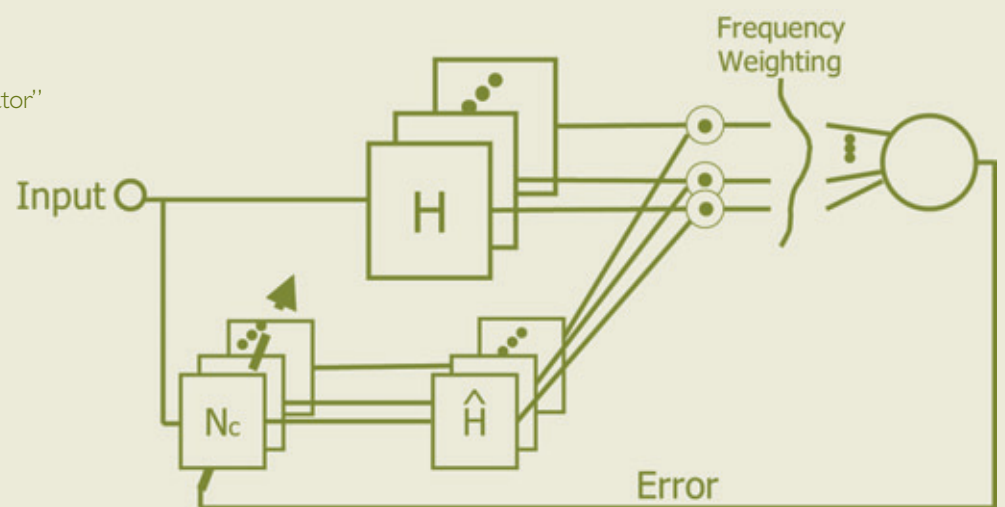 Frequency
Weighting
tor”
Input
H
Nc
Ĥ
Error